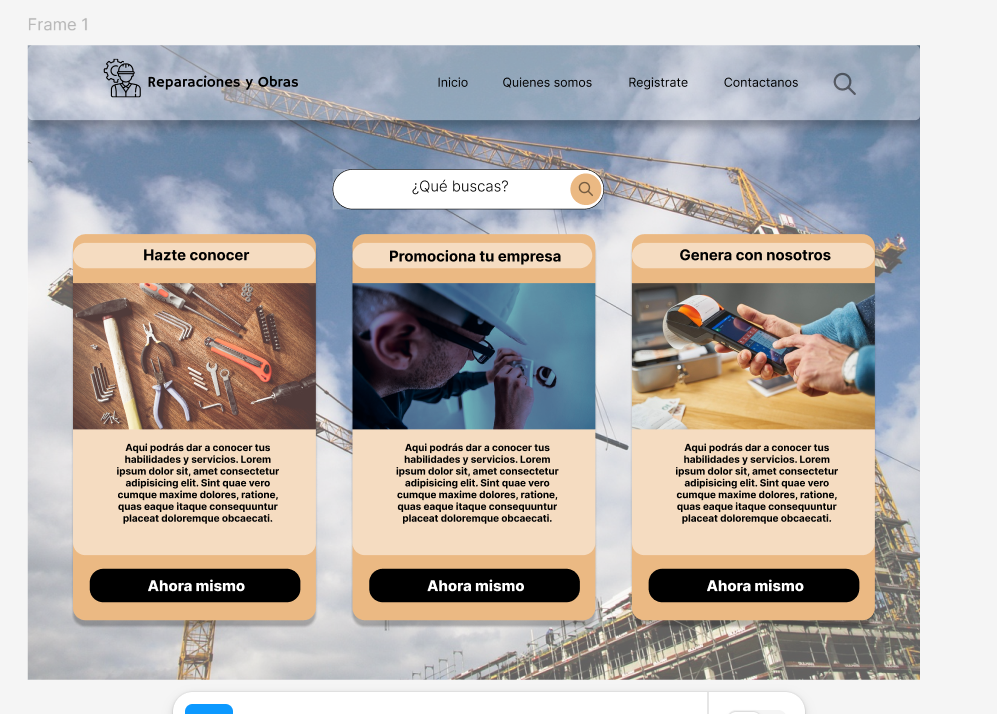 Frame 1
Reparaciones y Obras
Inicio
Quienes somos
Registrate
Contactanos
¿Qué buscas?
Hazte conocer
Aqui podrás dar a conocer tus
habilidades y servicios. Lorem
ipsum dolor sit, amet consectetur
adipisicing elit. Sint quae vero
cumque maxime dolores, ratione,
quas eaque itaque consequuntur
placeat doloremque obcaecati.
Ahora mismo
Promociona tu empresa
Aqui podrás dar a conocer tus
habilidades y servicios. Lorem
ipsum dolor sit, amet consectetur
adipisicing elit. Sint quae vero
cumque maxime dolores, ratione,
quas eaque itaque consequuntur
placeat doloremque obcaecati.
Ahora mismo
Genera con nosotros
Aqui podrás dar a conocer tus
habilidades y servicios. Lorem
ipsum dolor sit, amet consectetur
adipisicing elit. Sint quae vero
cumque maxime dolores, ratione,
quas eaque itaque consequuntur
placeat doloremque obcaecati.
Ahora mismo